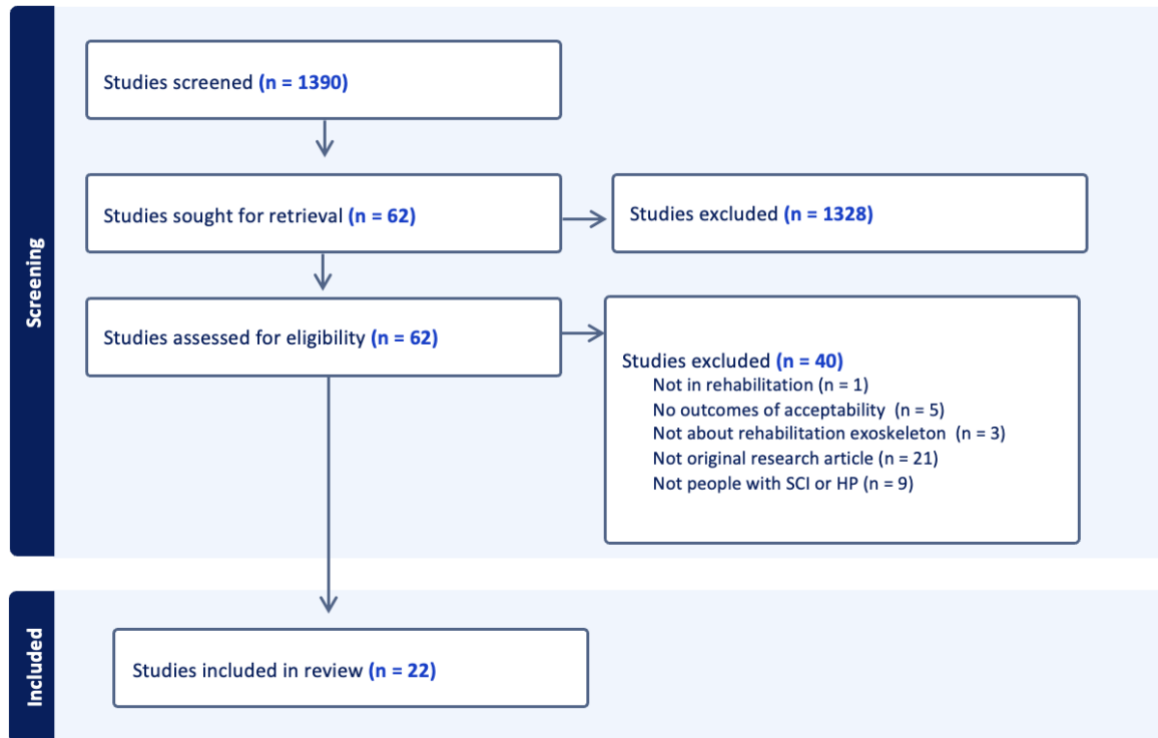 Screening
Studies screened (n = 1390)
Studies sought for retrieval (n = 62)
Studies excluded (n = 1328)
Studies assessed for eligibility (n = 62)
Studies excluded (n = 40)
Not in rehabilitation (n = 1)
No outcomes of acceptability (n = 5)
Not about rehabilitation exoskeleton (n = 3)
Not original research article (n = 21)
Not people with SCI or HP (n = 9)
Included
Studies included in review (n = 22)